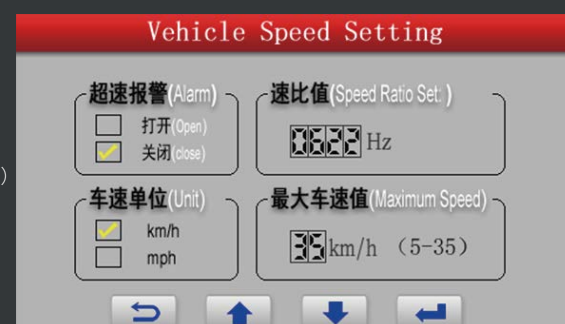 Vehicle Speed Setting
超速报警(Alarm)
打开(Open)
关闭(close)
速比值(Speed Ratio Set: )
0622 Hz
)
车速单位(Unit)
km/h
mph
最大车速值(Maximum Speed)
35 km/h （5-35）